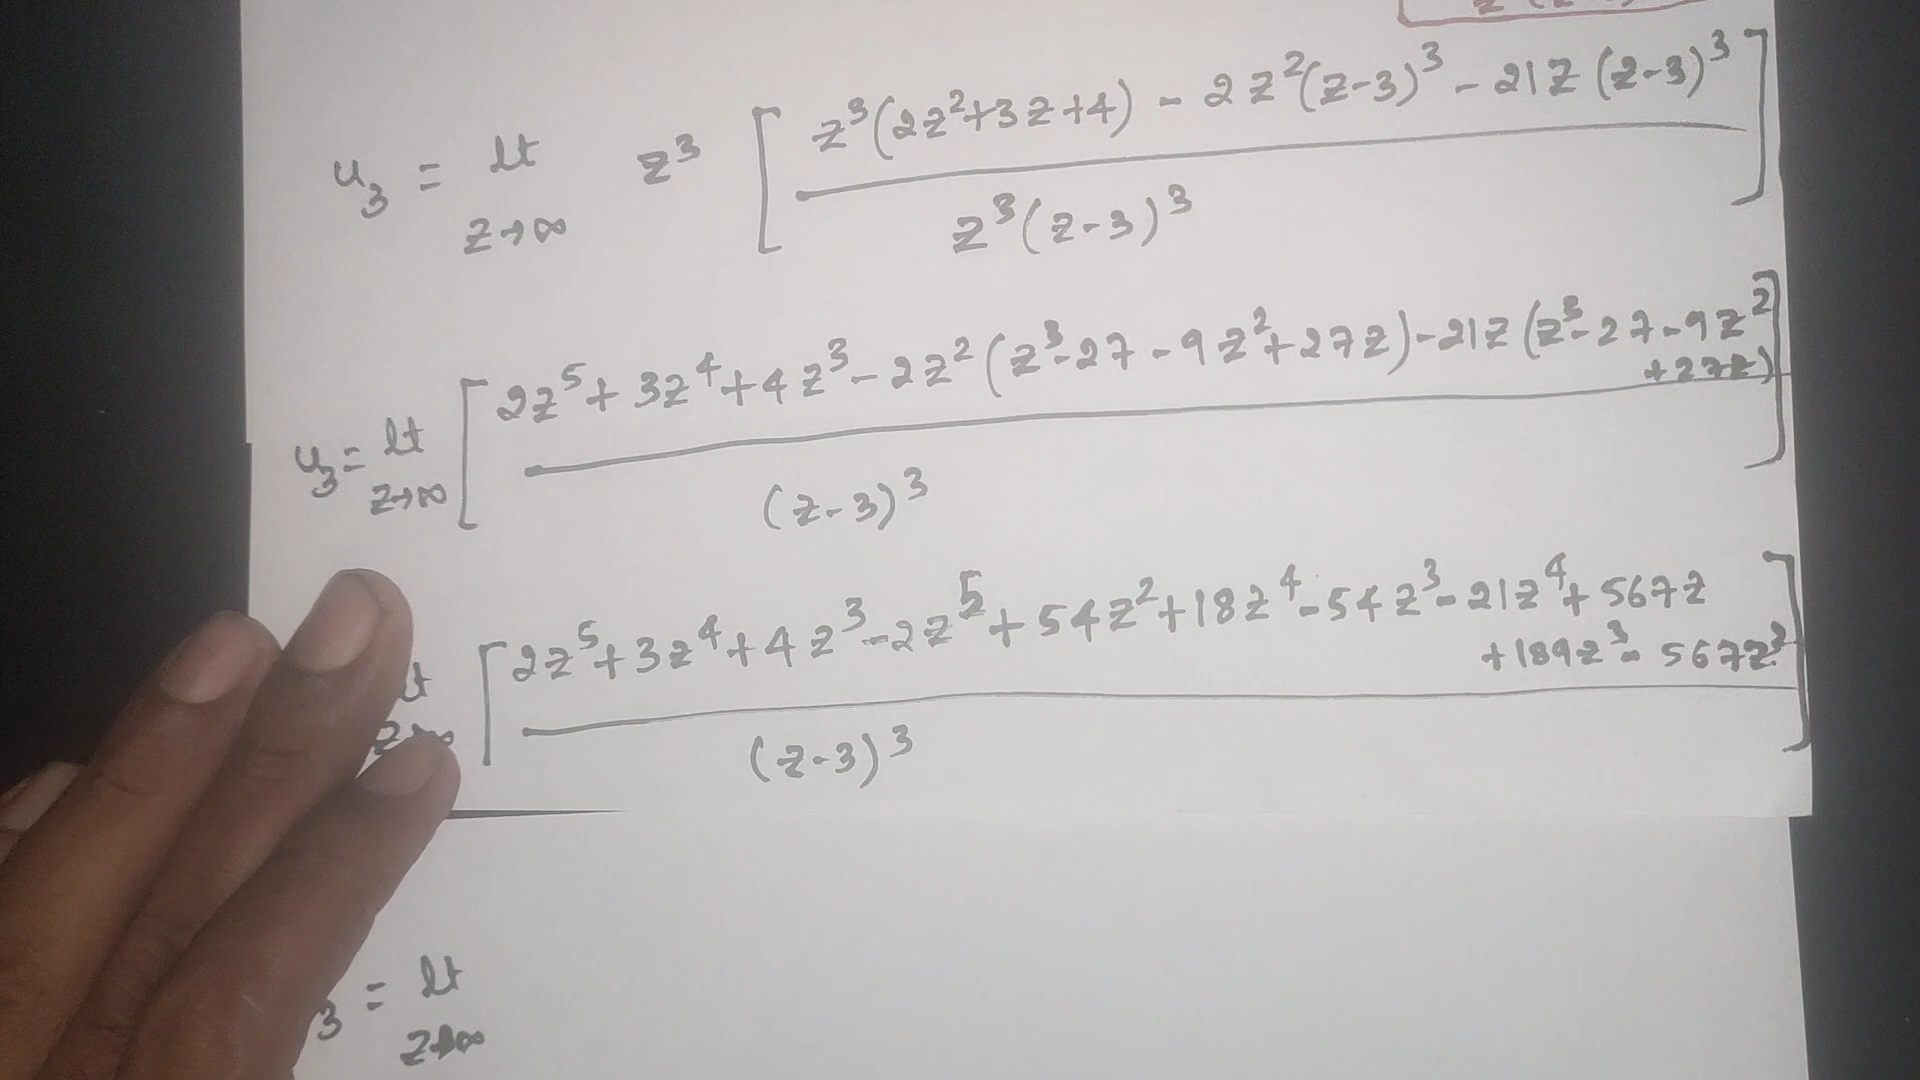 u₃ = lt z³ [ z³(2z²+3z+4) - 2z²(z-3)³ - 21z (z-3)³ ]
z→∞ z³(z-3)³
u₃ = lt [ 2z⁵ + 3z⁴ + 4z³ - 2z² (z³-27 - 9z²+27z) - 21z (z³-27-9z²
+27z) ]
z→∞ (z-3)³
lt [ 2z⁵+3z⁴+4z³-2z⁵+54z²+18z⁴-54z³-21z⁴+567z
+189z³-567z² ]
z→∞ (z-3)³
3 = lt
z→∞